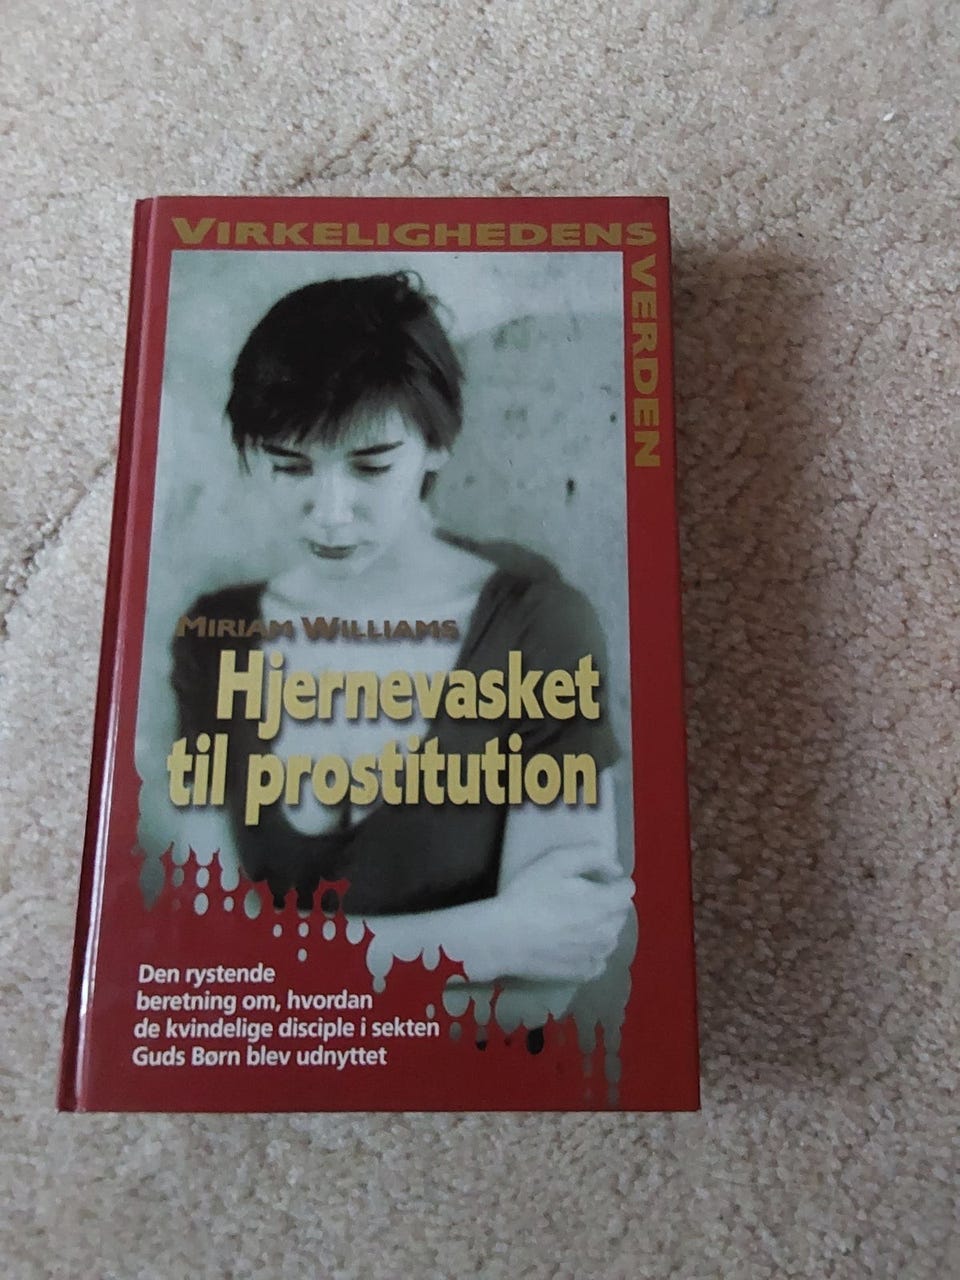 VIRKELIGHEDENS
VERDEN
MIRIAM WILLIAMS
Hjernevasket
til prostitution
Den rystende
beretning om, hvordan
de kvindelige disciple i sekten
Guds Børn blev udnyttet